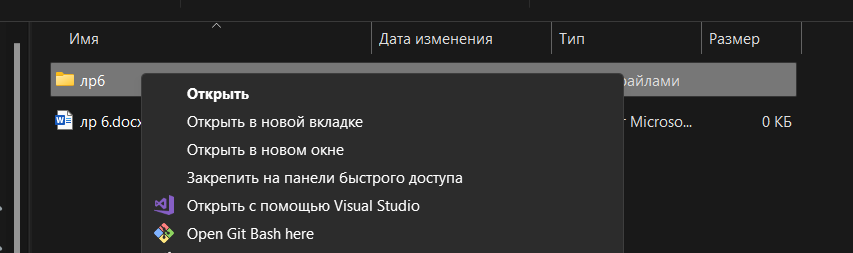 Имя Дата изменения Тип Размер
лр6 файлами
Открыть
Открыть в новой вкладке
лр 6.docx Microso... 0 КБ
Открыть в новом окне
Закрепить на панели быстрого доступа
Открыть с помощью Visual Studio
Open Git Bash here